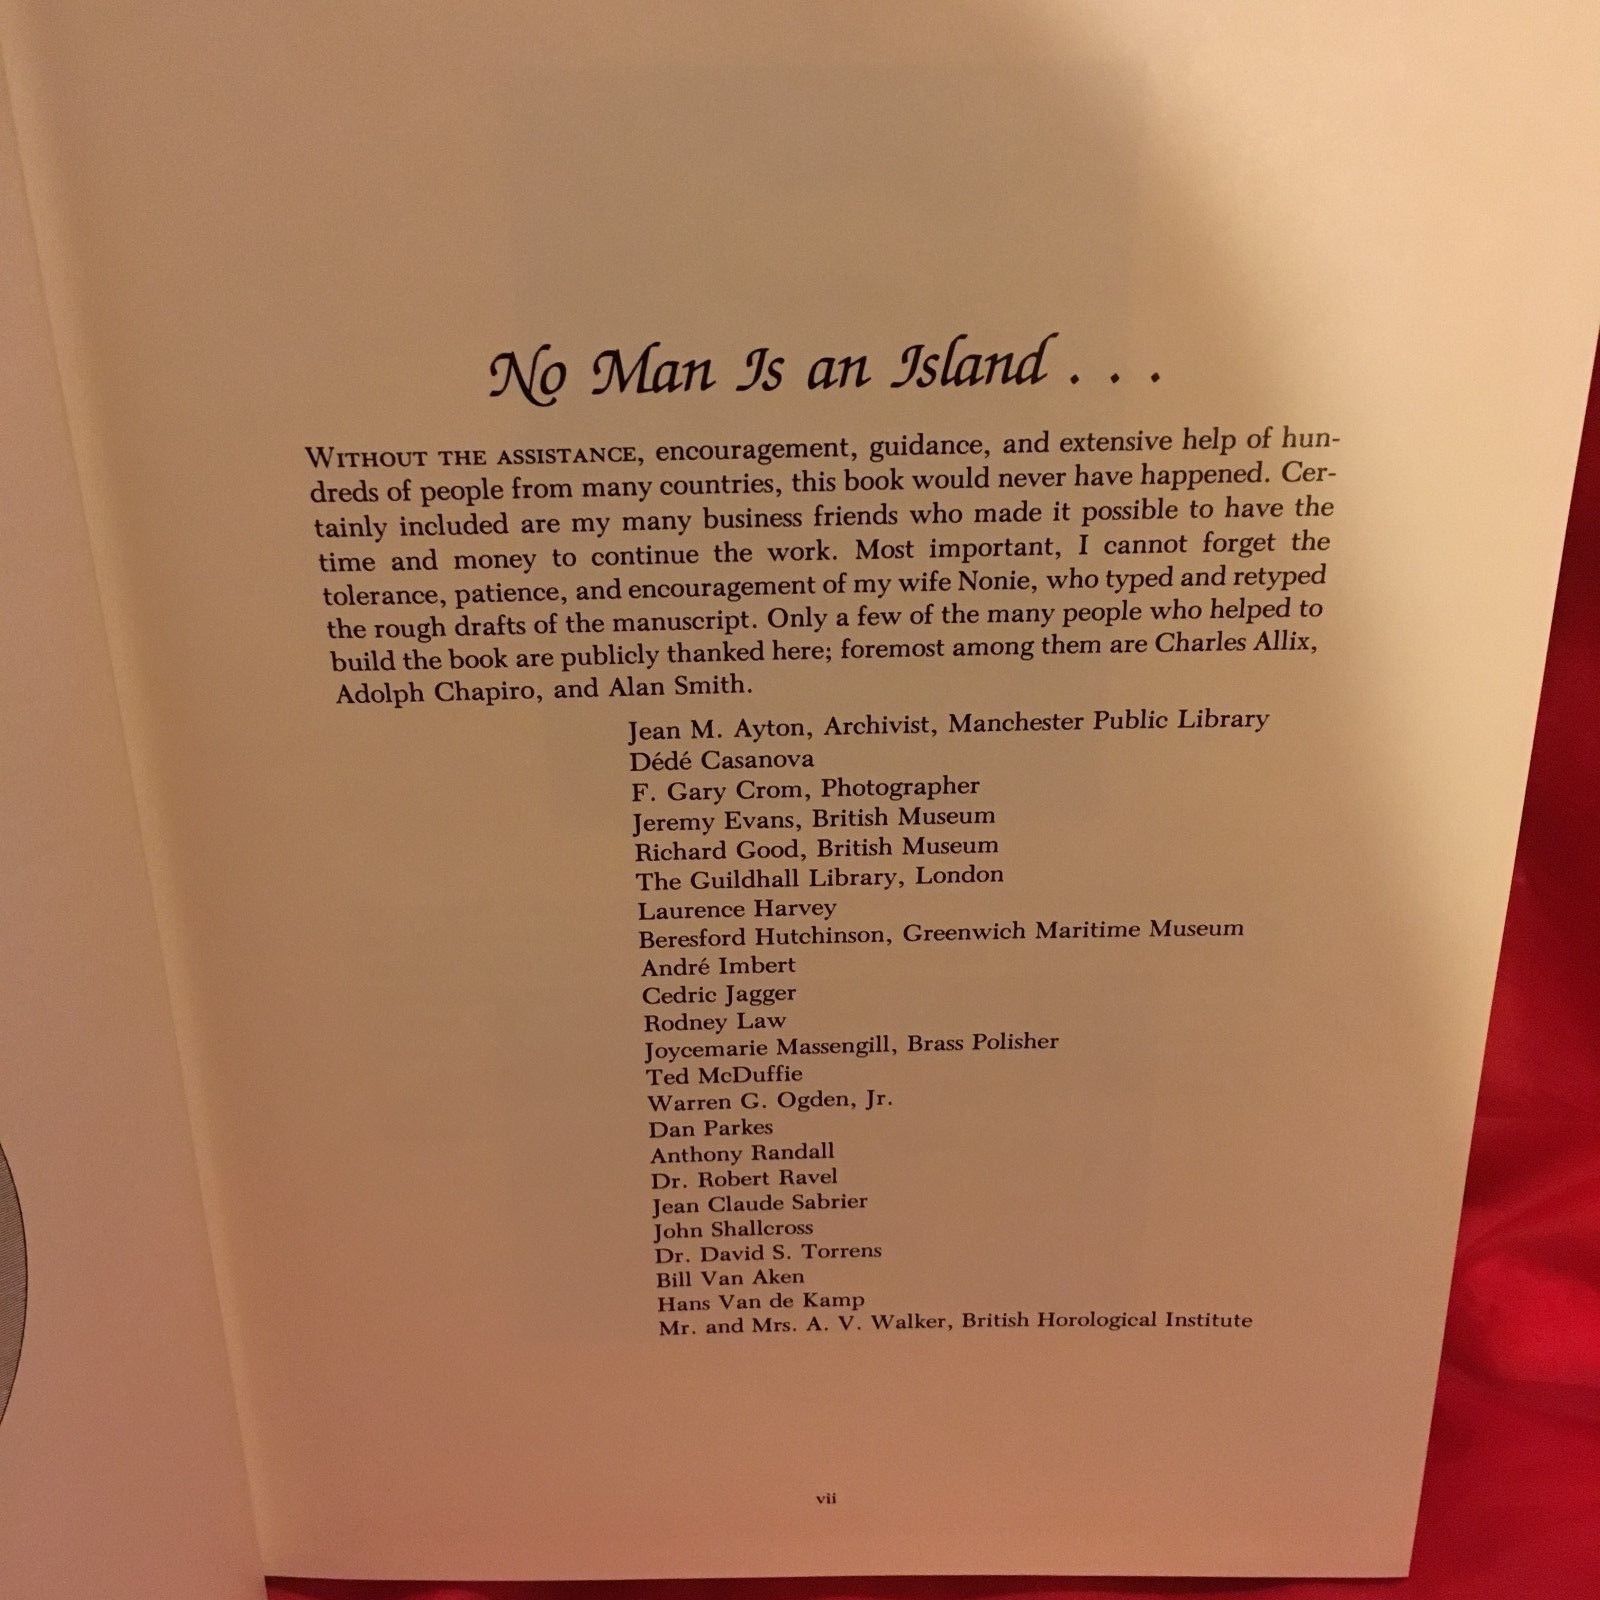 No Man Is an Island . . .
WITHOUT THE ASSISTANCE, encouragement, guidance, and extensive help of hun-
dreds of people from many countries, this book would never have happened. Cer-
tainly included are my many business friends who made it possible to have the
time and money to continue the work. Most important, I cannot forget the
tolerance, patience, and encouragement of my wife Nonie, who typed and retyped
the rough drafts of the manuscript. Only a few of the many people who helped to
build the book are publicly thanked here; foremost among them are Charles Allix,
Adolph Chapiro, and Alan Smith.
Jean M. Ayton, Archivist, Manchester Public Library
Dédé Casanova
F. Gary Crom, Photographer
Jeremy Evans, British Museum
Richard Good, British Museum
The Guildhall Library, London
Laurence Harvey
Beresford Hutchinson, Greenwich Maritime Museum
André Imbert
Cedric Jagger
Rodney Law
Joycemarie Massengill, Brass Polisher
Ted McDuffie
Warren G. Ogden, Jr.
Dan Parkes
Anthony Randall
Dr. Robert Ravel
Jean Claude Sabrier
John Shallcross
Dr. David S. Torrens
Bill Van Aken
Hans Van de Kamp
Mr. and Mrs. A. V. Walker, British Horological Institute
vii